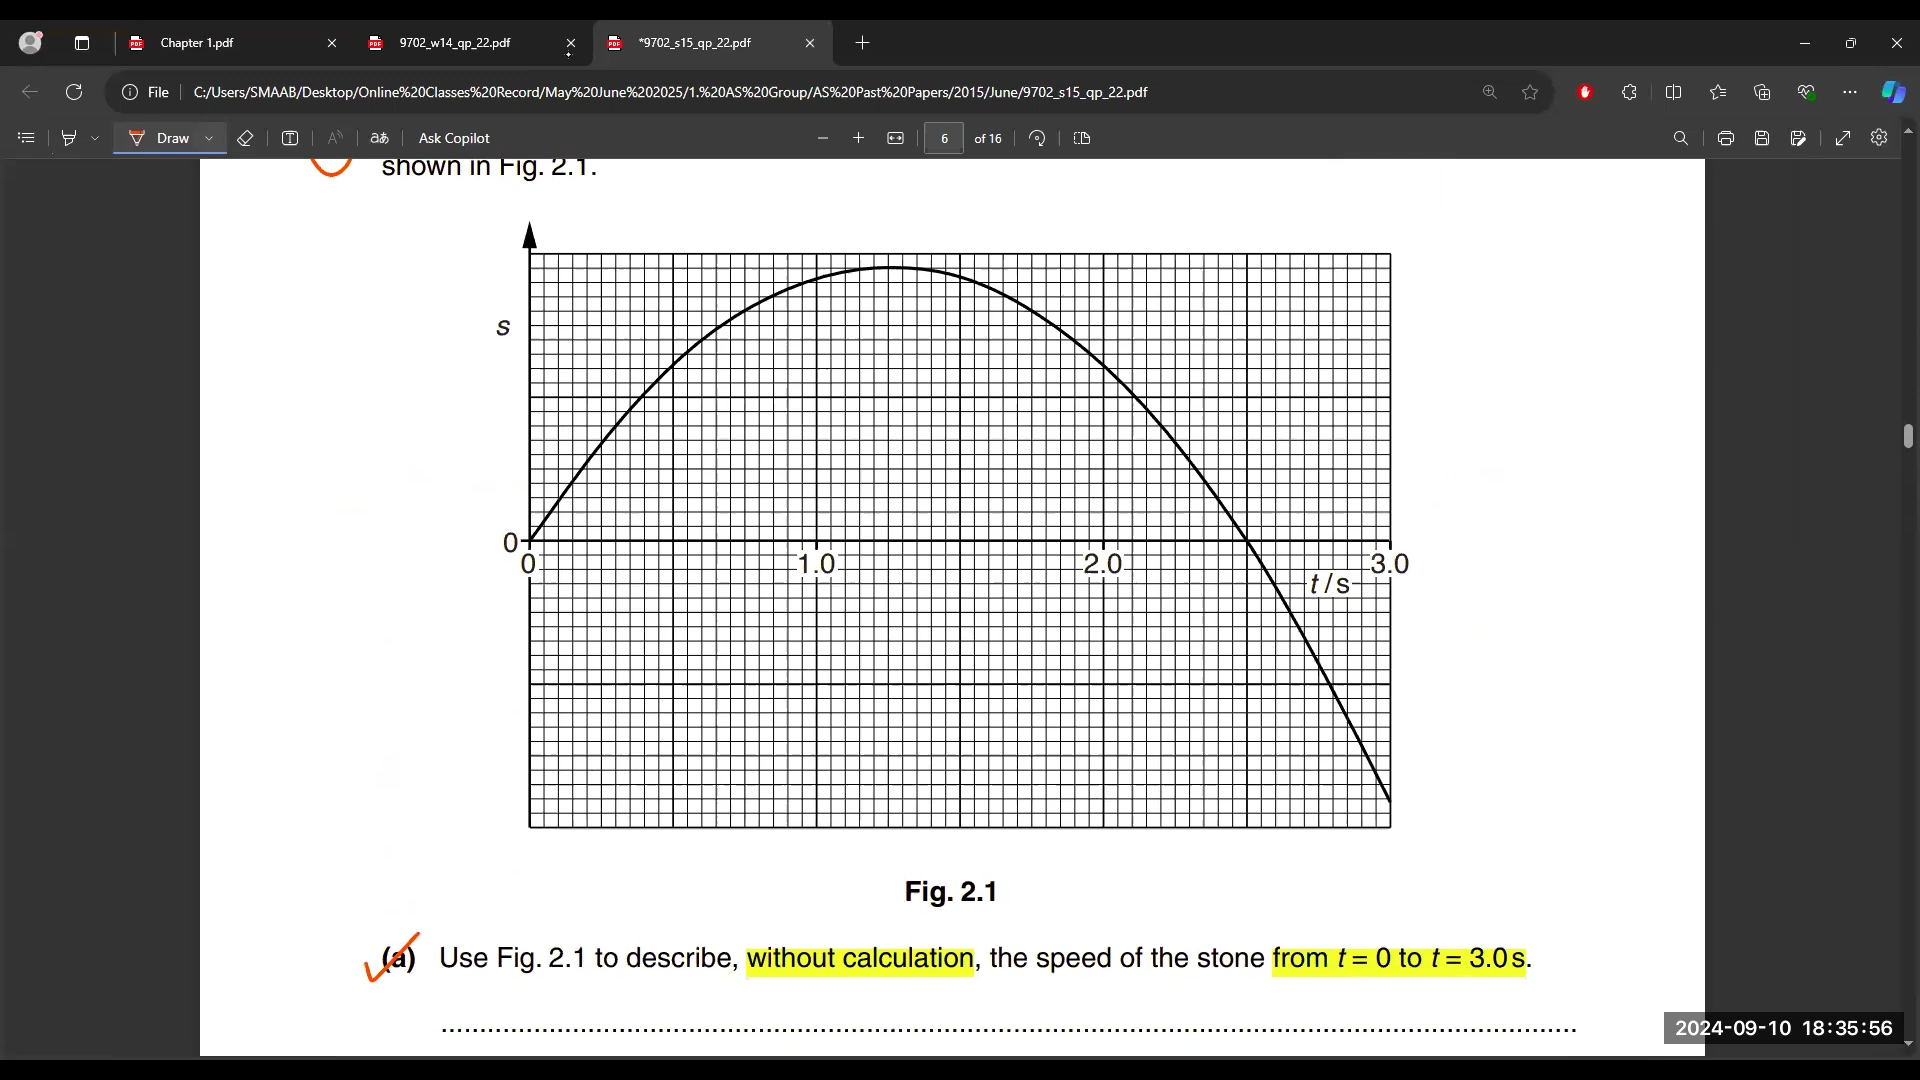 Chapter 1.pdf
9702_w14_qp_22.pdf
*9702_s15_qp_22.pdf
File
C:/Users/SMAAB/Desktop/Online%20Classes%20Record/May%20June%202025/1.%20AS%20Group/AS%20Past%20Papers/2015/June/9702_s15_qp_22.pdf
Draw
aあ
Ask Copilot
6 of 16
shown in Fig. 2.1.
s
0
0 1.0 2.0 3.0
t / s
Fig. 2.1
(a) Use Fig. 2.1 to describe, without calculation, the speed of the stone from t = 0 to t = 3.0 s.
2024-09-10 18:35:56